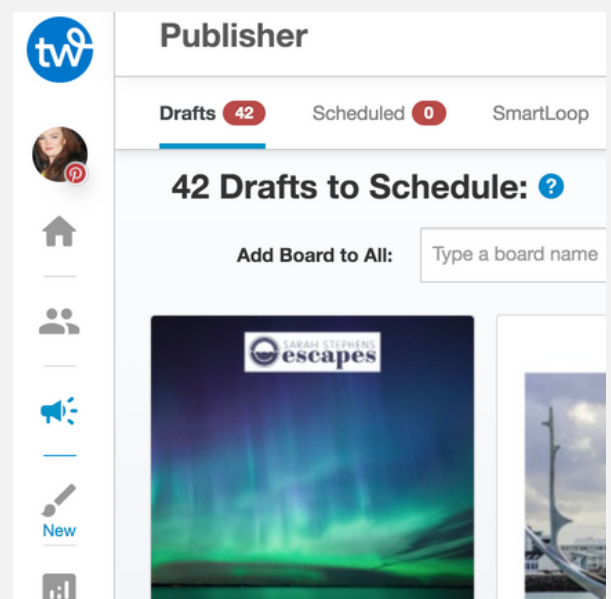 tw
Publisher
Drafts 42 Scheduled 0 SmartLoop
42 Drafts to Schedule: ?
Add Board to All: Type a board name
SARAH STEPHENS
escapes
New